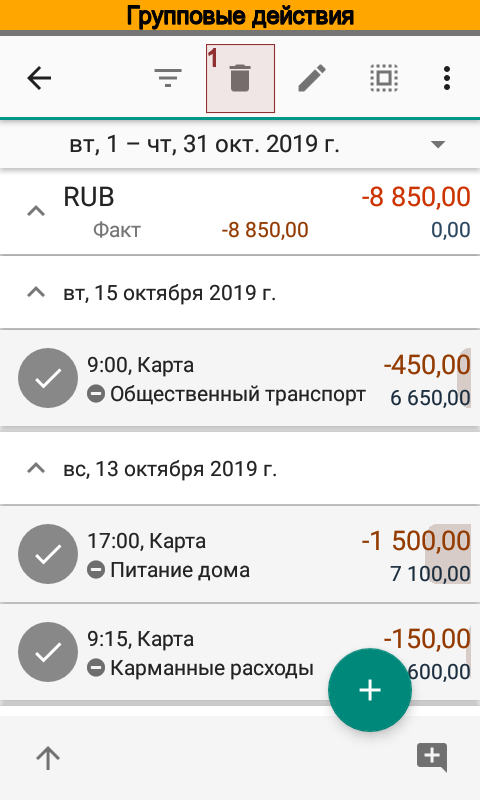 Групповые действия
1
вт, 1 – чт, 31 окт. 2019 г.
RUB -8 850,00
Факт -8 850,00 0,00
вт, 15 октября 2019 г.
9:00, Карта -450,00
Общественный транспорт 6 650,00
вс, 13 октября 2019 г.
17:00, Карта -1 500,00
Питание дома 7 100,00
9:15, Карта -150,00
Карманные расходы 600,00